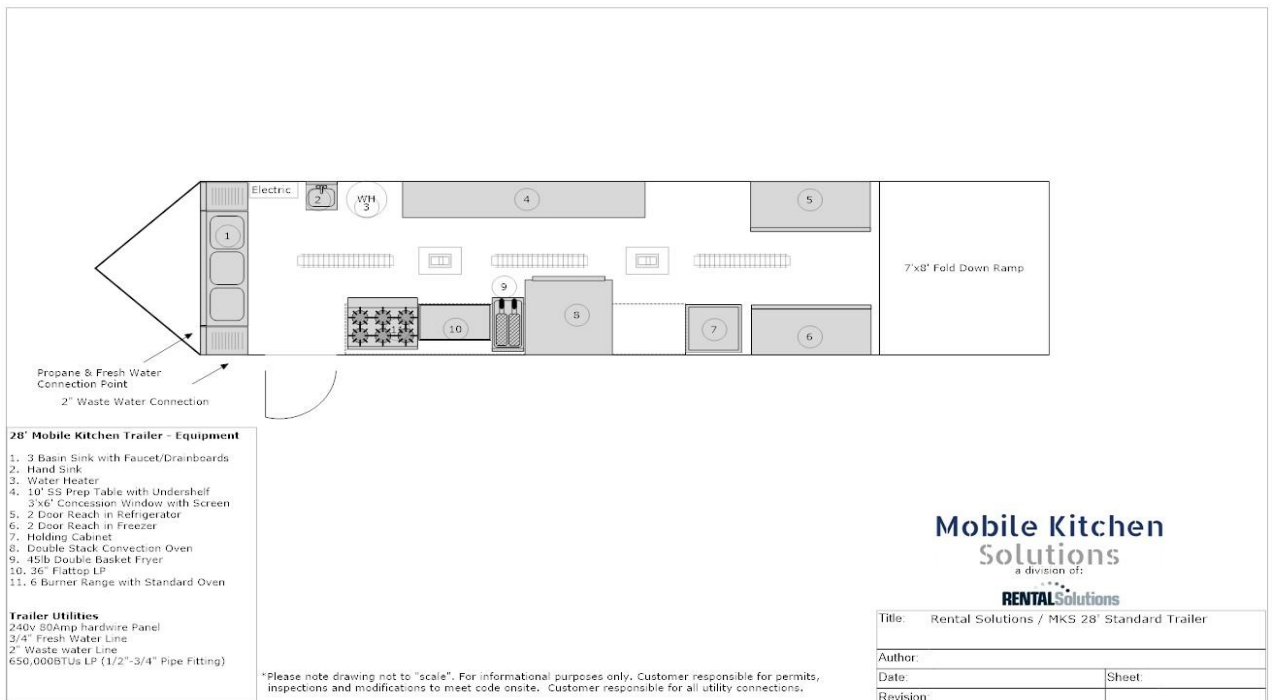 Electric
2
WH
3
4
5
1
7'x8' Fold Down Ramp
9
11
10
8
7
6
Propane & Fresh Water
Connection Point
2" Waste Water Connection
28' Mobile Kitchen Trailer - Equipment
1. 3 Basin Sink with Faucet/Drainboards
2. Hand Sink
3. Water Heater
4. 10' SS Prep Table with Undershelf
3'x6' Concession Window with Screen
5. 2 Door Reach in Refrigerator
6. 2 Door Reach in Freezer
7. Holding Cabinet
8. Double Stack Convection Oven
9. 45lb Double Basket Fryer
10. 36" Flattop LP
11. 6 Burner Range with Standard Oven
Trailer Utilities
240v 80Amp hardwire Panel
3/4" Fresh Water Line
2" Waste water Line
650,000BTUs LP (1/2"-3/4" Pipe Fitting)
*Please note drawing not to "scale". For informational purposes only. Customer responsible for permits,
inspections and modifications to meet code onsite. Customer responsible for all utility connections.
Mobile Kitchen
Solutions
a division of:
RENTALSolutions
Title: Rental Solutions / MKS 28' Standard Trailer
Author:
Date: Sheet:
Revision: